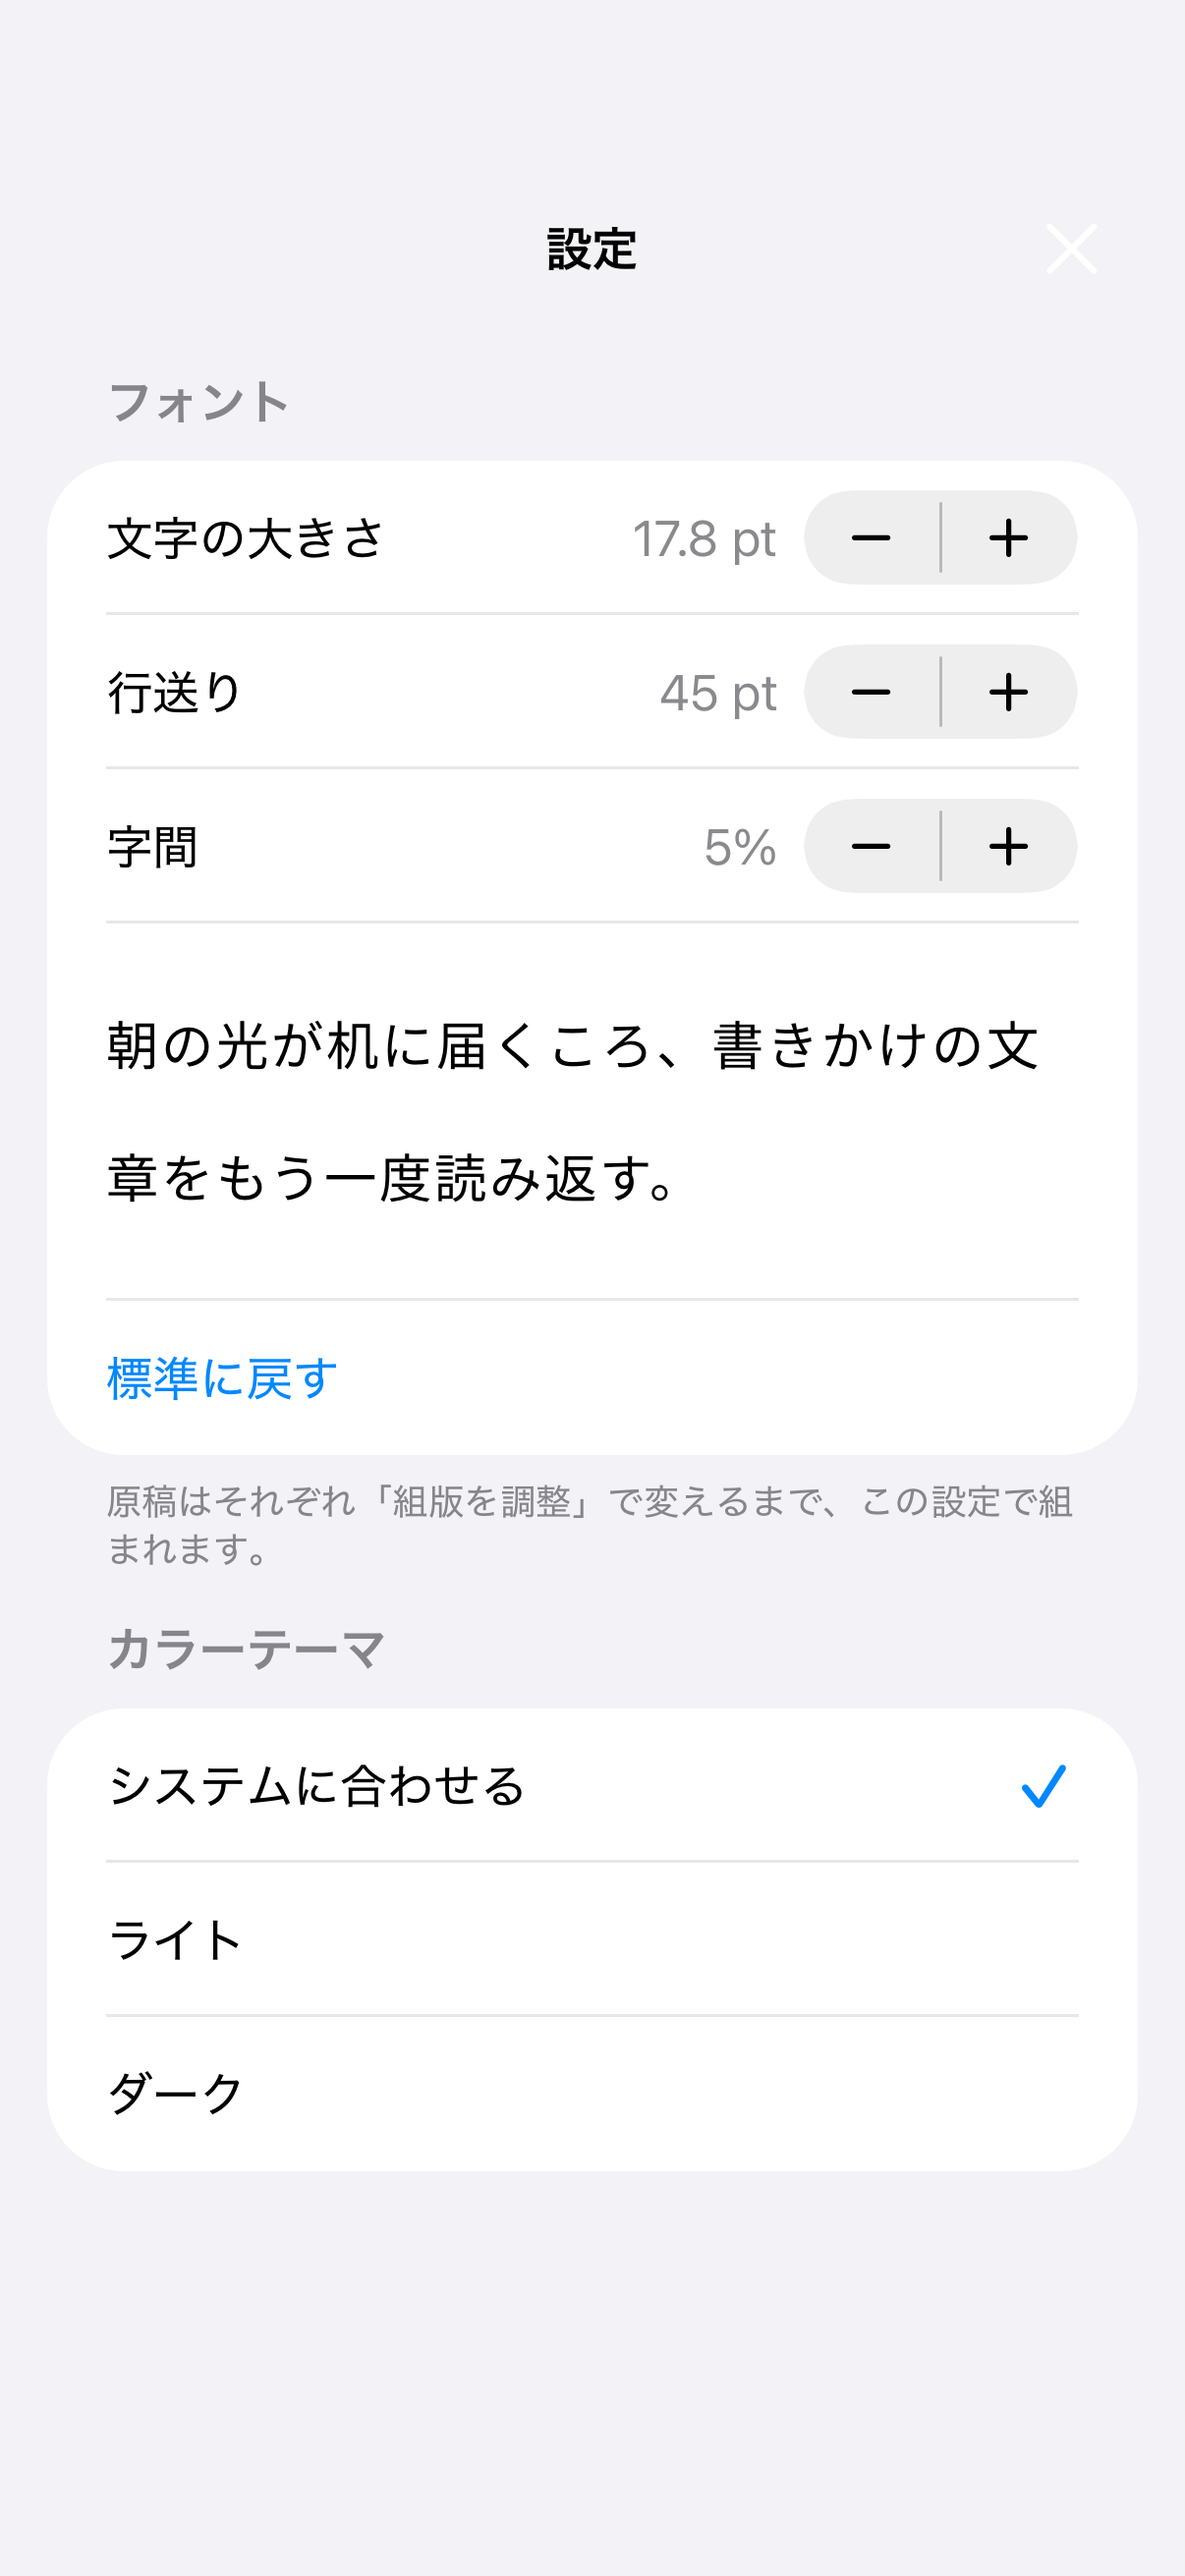 設定
フォント
文字の大きさ 17.8 pt
行送り 45 pt
字間 5%
朝の光が机に届くころ、書きかけの文
章をもう一度読み返す。
標準に戻す
原稿はそれぞれ「組版を調整」で変えるまで、この設定で組
まれます。
カラーテーマ
システムに合わせる
ライト
ダーク